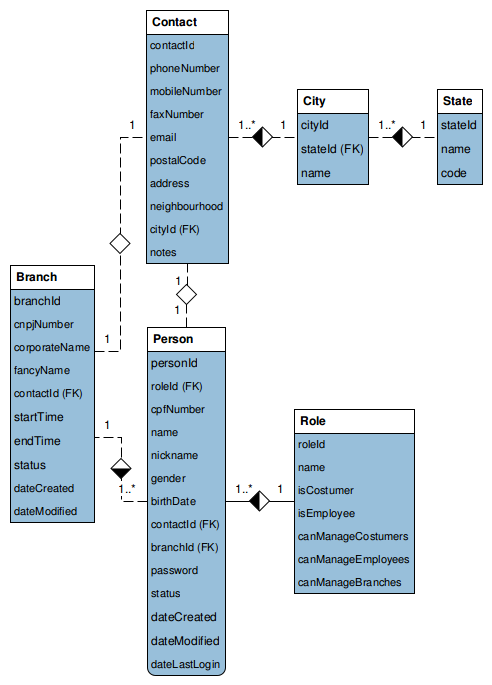 Contact
contactId
phoneNumber
mobileNumber
faxNumber
email
postalCode
address
neighbourhood
cityId (FK)
notes
1..*
1
City
cityId
stateId (FK)
name
1..*
1
State
stateId
name
code
1
1
Branch
branchId
cnpjNumber
corporateName
fancyName
contactId (FK)
startTime
endTime
status
dateCreated
dateModified
1
1
1
1..*
Person
personId
roleId (FK)
cpfNumber
name
nickname
gender
birthDate
contactId (FK)
branchId (FK)
password
status
dateCreated
dateModified
dateLastLogin
1..*
1
Role
roleId
name
isCostumer
isEmployee
canManageCostumers
canManageEmployees
canManageBranches